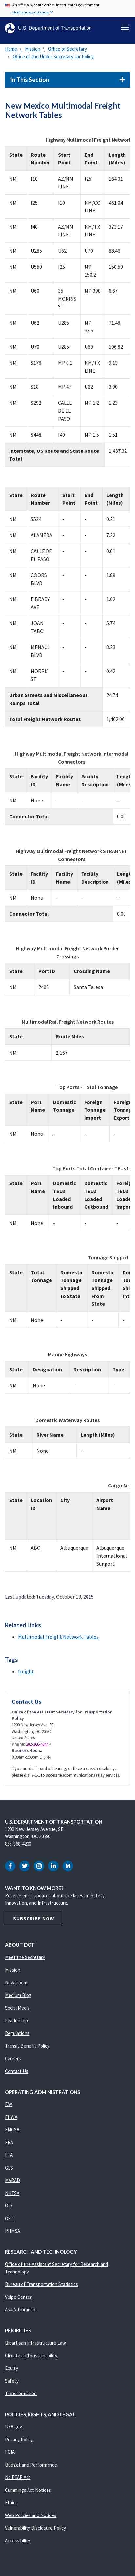 An official website of the United States government
Here's how you know
U.S. Department of Transportation
Home \ Mission \ Office of Secretary
\ Office of the Under Secretary for Policy
In This Section +
New Mexico Multimodal Freight
Network Tables
Highway Multimodal Freight Network
State Route Number Start Point End Point Length (Miles)
NM I10 AZ/NM LINE I25 164.31
NM I25 I10 NM/CO LINE 461.04
NM I40 AZ/NM LINE NM/TX LINE 373.17
NM U285 U62 U70 88.46
NM U550 I25 MP 150.2 150.50
NM U60 35 MORRIS ST MP 390 6.67
NM U62 U285 MP 33.5 71.48
NM U70 U285 U60 106.82
NM S178 MP 0.1 NM/TX LINE 9.13
NM S18 MP 47 U62 3.00
NM S292 CALLE DE EL PASO MP 1.2 1.23
NM S448 I40 MP 1.5 1.51
Interstate, US Route and State Route Total 1,437.32
State Route Number Start Point End Point Length (Miles)
NM S524 - - 0.21
NM ALAMEDA - - 7.22
NM CALLE DE EL PASO - - 0.01
NM COORS BLVD - - 1.89
NM E BRADY AVE - - 1.02
NM JOAN TABO - - 5.73
NM MENAUL BLVD - - 8.23
NM NORRIS ST - - 0.42
Urban Streets and Miscellaneous Ramps Total 24.74
Total Freight Network Routes 1,462.06
Highway Multimodal Freight Network Intermodal
Connectors
State Facility ID Facility Name Facility Description Length (Miles)
NM None - - -
Connector Total 0.00
Highway Multimodal Freight Network STRAHNET
Connectors
State Facility ID Facility Name Facility Description Length (Miles)
NM None - - -
Connector Total 0.00
Highway Multimodal Freight Network Border
Crossings
State Port ID Crossing Name
NM 2408 Santa Teresa
Multimodal Rail Freight Network Routes
State Route Miles
NM 2,267
Top Ports - Total Tonnage
State Port Name Domestic Tonnage Foreign Tonnage Import Foreign Tonnage Export
NM None - - -
Top Ports Total Container TEUs L
State Port Name Domestic TEUs Loaded Inbound Domestic TEUs Loaded Outbound Foreign TEUs Loaded
NM None - - -
Tonnage Shipped
State Total Tonnage Domestic Tonnage Shipped to State Domestic Tonnage Shipped From State
NM None - - -
Marine Highways
State Designation Description Type
NM None - -
Domestic Waterway Routes
State River Name Length (Miles)
NM None -
Cargo Air
State Location ID City Airport Name
NM ABQ Albuquerque Albuquerque International Sunport
Last updated: Tuesday, October 13, 2015
Related Links
• Multimodal Freight Network Tables
Tags
• freight
Contact Us
Office of the Assistant Secretary for Transportation
Policy
1200 New Jersey Ave, SE
Washington, DC 20590
United States
Phone: 202-366-4544
Business Hours:
8:30am-5:00pm ET, M-F
If you are deaf, hard of hearing, or have a speech disability,
please dial 7-1-1 to access telecommunications relay services.
U.S. DEPARTMENT OF TRANSPORTATION
1200 New Jersey Avenue, SE
Washington, DC 20590
855-368-4200
WANT TO KNOW MORE?
Receive email updates about the latest in Safety,
Innovation, and Infrastructure.
SUBSCRIBE NOW
ABOUT DOT
Meet the Secretary
Mission
Newsroom
Medium Blog
Social Media
Leadership
Regulations
Transit Benefit Policy
Careers
Contact Us
OPERATING ADMINISTRATIONS
FAA
FHWA
FMCSA
FRA
FTA
GLS
MARAD
NHTSA
OIG
OST
PHMSA
RESEARCH AND TECHNOLOGY
Office of the Assistant Secretary for Research and
Technology
Bureau of Transportation Statistics
Volpe Center
Ask-A-Librarian
PRIORITIES
Bipartisan Infrastructure Law
Climate and Sustainability
Equity
Safety
Transformation
POLICIES, RIGHTS, AND LEGAL
USA.gov
Privacy Policy
FOIA
Budget and Performance
No FEAR Act
Cummings Act Notices
Ethics
Web Policies and Notices
Vulnerability Disclosure Policy
Accessibility